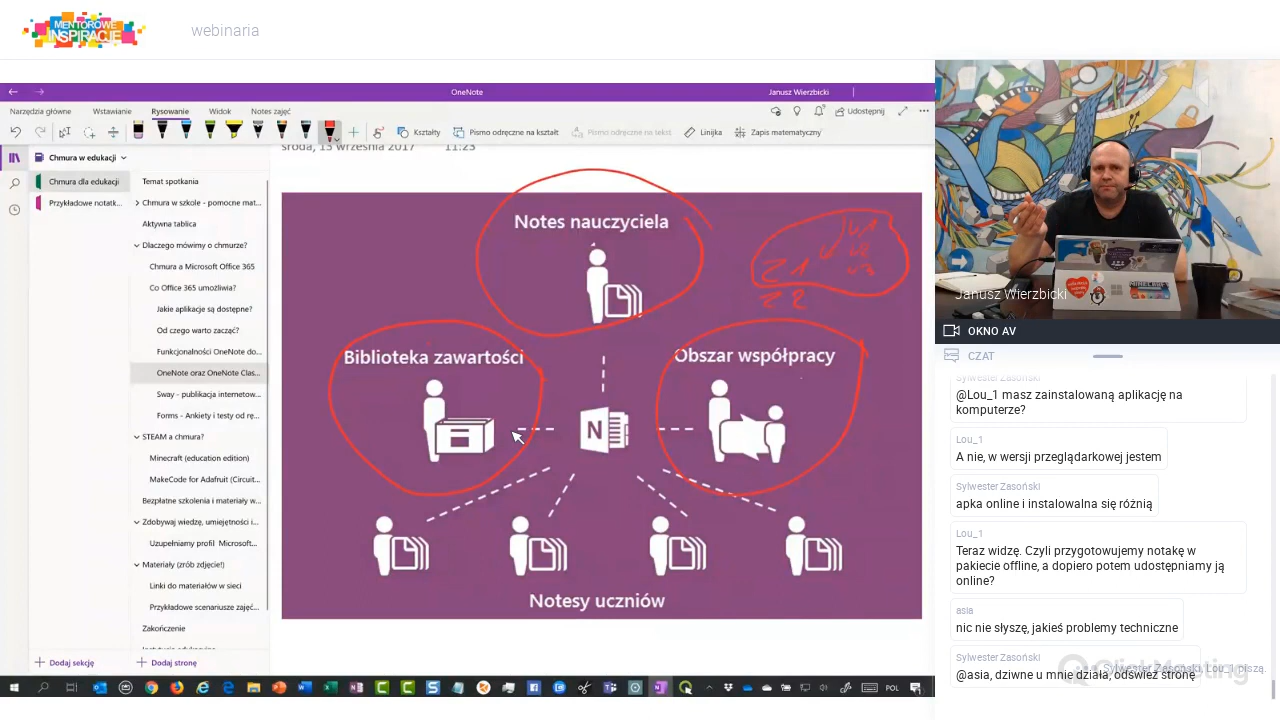 MENTOROWE
INSPIRACJE
webinaria
OneNote
Janusz Wierzbicki
Narzędzia główne
Wstawianie
Rysowanie
Widok
Notes zajęć
Udostępnij
Kształty
Pismo odręczne na kształt
Pismo odręczne na tekst
Linijka
Zapis matematyczny
środa, 13 września 2017
11:23
Chmura w edukacji
Chmura dla edukacji
Przykładowe notatk...
Temat spotkania
Chmura w szkole - pomocne mat...
Aktywna tablica
Dlaczego mówimy o chmurze?
Chmura a Microsoft Office 365
Co Office 365 umożliwia?
Jakie aplikacje są dostępne?
Od czego warto zacząć?
Funkcjonalności OneNote do...
OneNote oraz OneNote Clas...
Sway - publikacja internetow...
Forms - Ankiety i testy od rę...
STEAM a chmura?
Minecraft (education edition)
MakeCode for Adafruit (Circuit...
Bezpłatne szkolenia i materiały w...
Zdobywaj wiedzę, umiejętności i...
Uzupełniamy profil Microsoft...
Materiały (zrób zdjęcie!)
Linki do materiałów w sieci
Przykładowe scenariusze zajęć...
Zakończenie
Dodaj sekcję
Dodaj stronę
Notes nauczyciela
Biblioteka zawartości
Obszar współpracy
N
Notesy uczniów
POL
Janusz Wierzbicki
OKNO AV
CZAT
Sylwester Zasoński
@Lou_1 masz zainstalowaną aplikację na
komputerze?
Lou_1
A nie, w wersji przeglądarkowej jestem
Sylwester Zasoński
apka online i instalowalna się różnią
Lou_1
Teraz widzę. Czyli przygotowujemy notakę w
pakiecie offline, a dopiero potem udostępniamy ją
online?
asia
nic nie słyszę, jakieś problemy techniczne
Sylwester Zasoński
@asia, dziwne u mnie działa, odśwież stronę
Sylwester Zasoński, Lou_1 piszą.
ClickMeeting